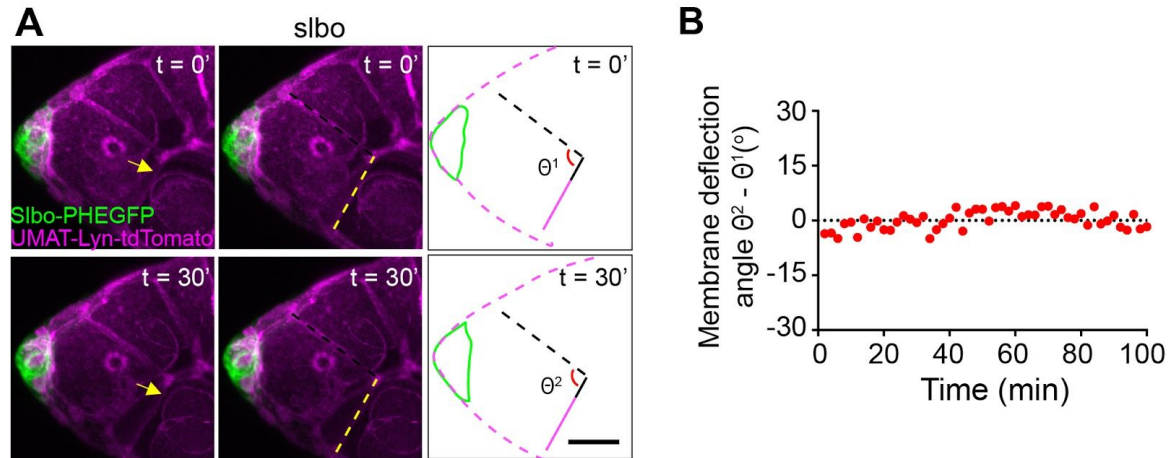 A
slbo
t = 0'
t = 0'
t = 0'
Θ¹
Slbo-PHEGFP
UMAT-Lyn-tdTomato
t = 30'
t = 30'
t = 30'
Θ²
B
Membrane deflection
angle Θ² - Θ¹(º)
30
15
0
-15
-30
0
20
40
60
80
100
Time (min)